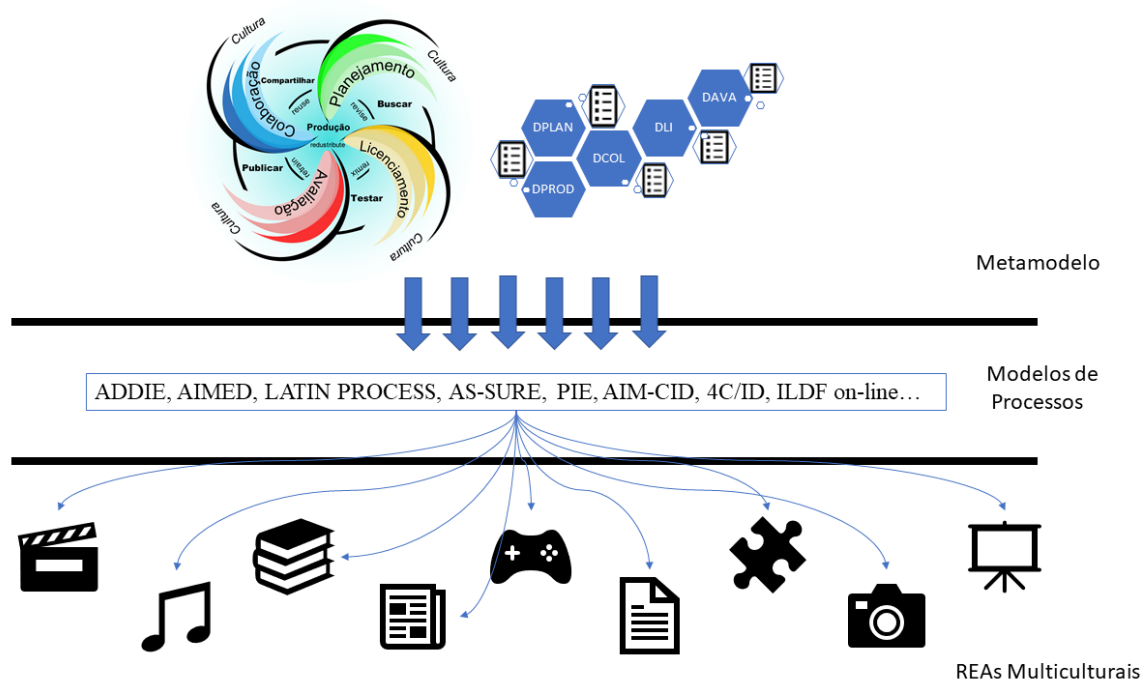 Cultura
Cultura
Compartilhar
Planejamento
Colaboração
reuse
revise
Buscar
Produção
redustribute
Licenciamento
Publicar
retrain
remix
Avaliação
Testar
Cultura
Cultura
DAVA
DPLAN
DLI
DCOL
DPROD
Metamodelo
ADDIE, AIMED, LATIN PROCESS, AS-SURE, PIE, AIM-CID, 4C/ID, ILDF on-line…
Modelos de
Processos
REAs Multiculturais